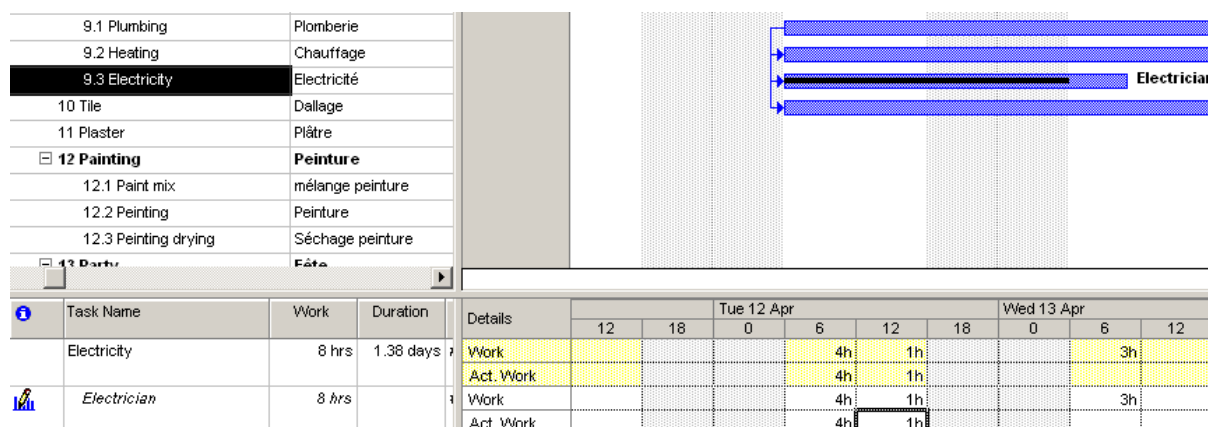 9.1 Plumbing Plomberie
9.2 Heating Chauffage
9.3 Electricity Electricité Electrician
10 Tile Dallage
11 Plaster Plâtre
12 Painting Peinture
12.1 Paint mix mélange peinture
12.2 Peinting Peinture
12.3 Peinting drying Séchage peinture
13 Party Fête
Task Name Work Duration Details Tue 12 Apr Wed 13 Apr
12 18 0 6 12 18 0 6 12
Electricity 8 hrs 1.38 days Work 4h 1h 3h
Act. Work 4h 1h
Electrician 8 hrs Work 4h 1h 3h
Act. Work 4h 1h